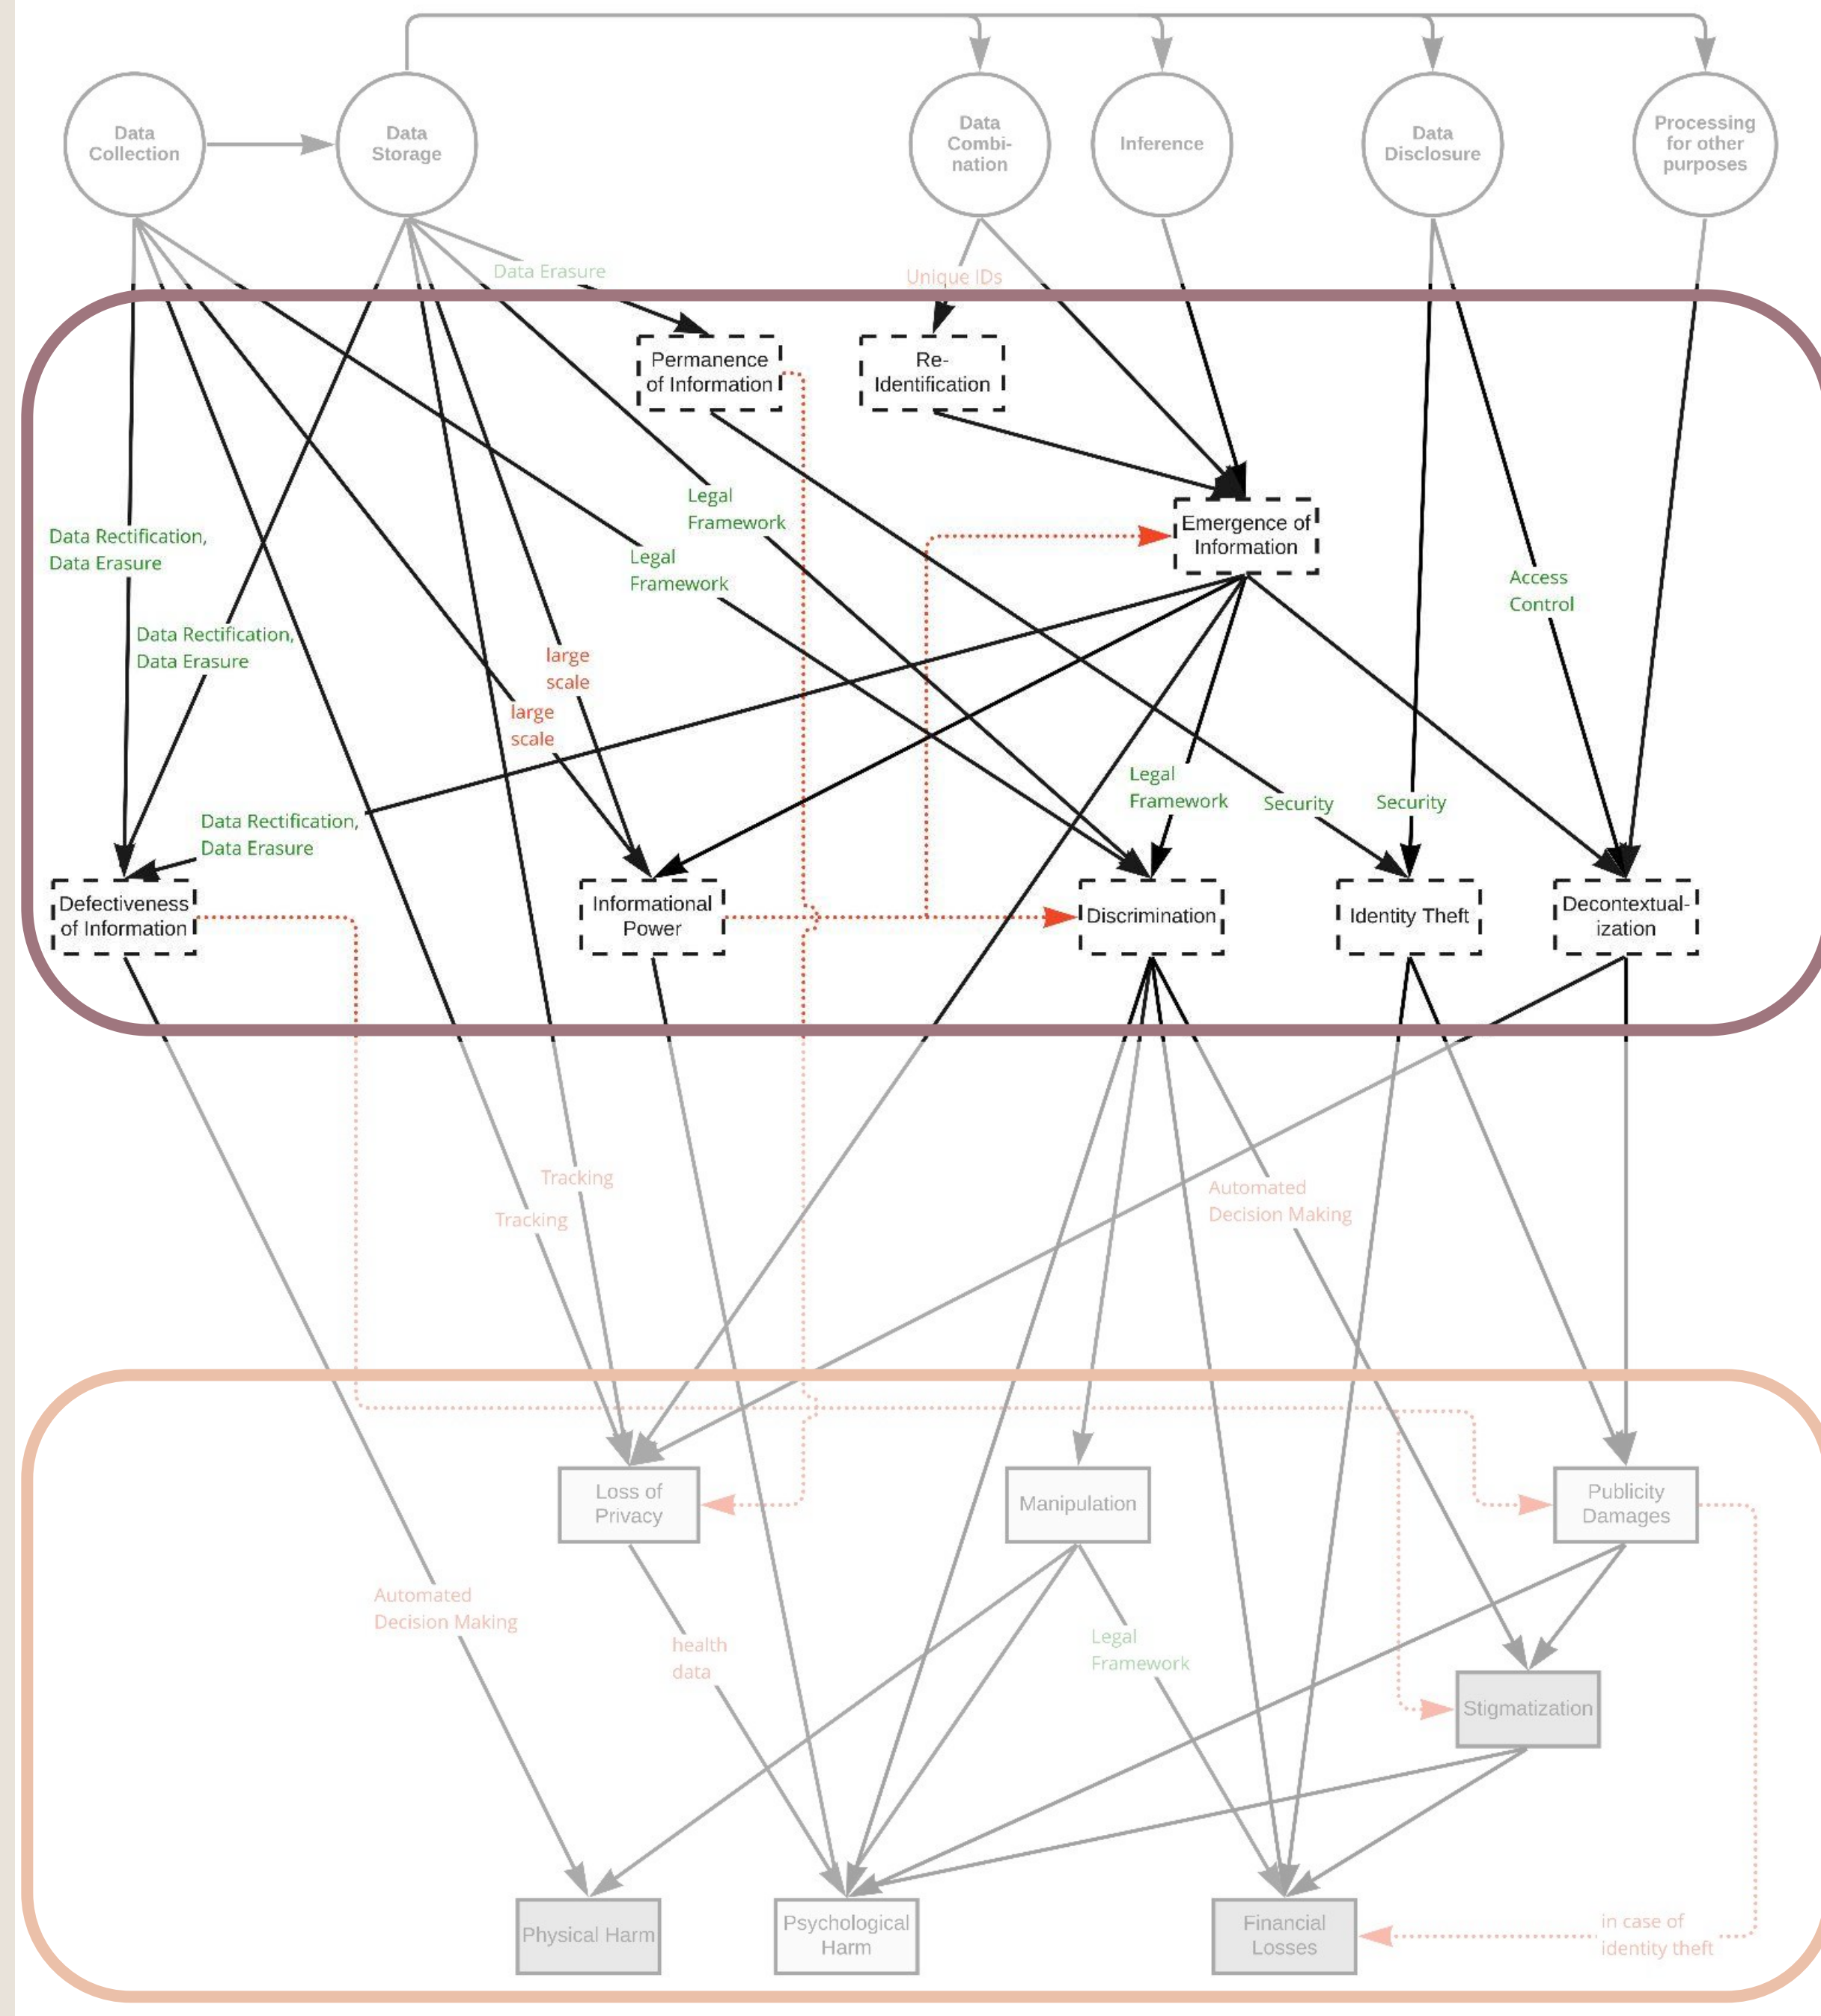 Data
Collection
Data
Storage
Data
Combi-
nation
Inference
Data
Disclosure
Processing
for other
purposes
Data Erasure
Unique IDs
Permanence
of Information
Re-
Identification
Legal
Framework
Emergence of
Information
Data Rectification,
Data Erasure
Legal
Framework
Access
Control
Data Rectification,
Data Erasure
large
scale
large
scale
Legal
Framework
Security
Security
Data Rectification,
Data Erasure
Defectiveness
of Information
Informational
Power
Discrimination
Identity Theft
Decontextual-
ization
Tracking
Tracking
Automated
Decision Making
Loss of
Privacy
Manipulation
Publicity
Damages
Automated
Decision Making
health
data
Legal
Framework
Stigmatization
Physical Harm
Psychological
Harm
Financial
Losses
in case of
identity theft